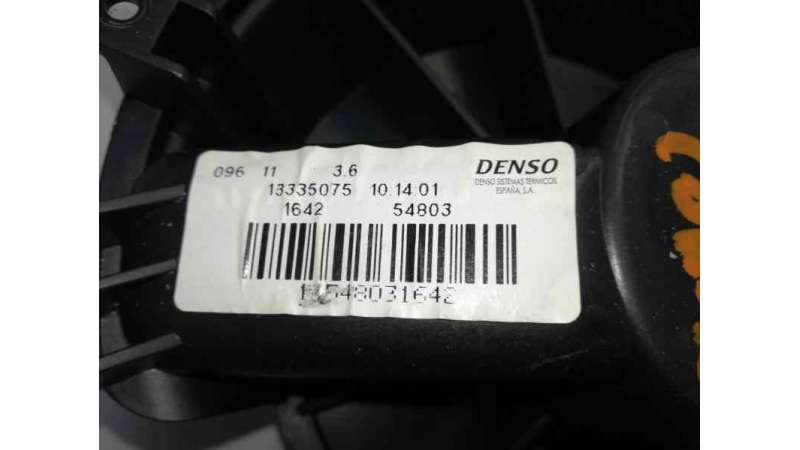 096 11 3.6
DENSO
DENSO SISTEMAS TERMICOS
ESPAÑA, S.A.
13335075 10:14:01
1642 54803